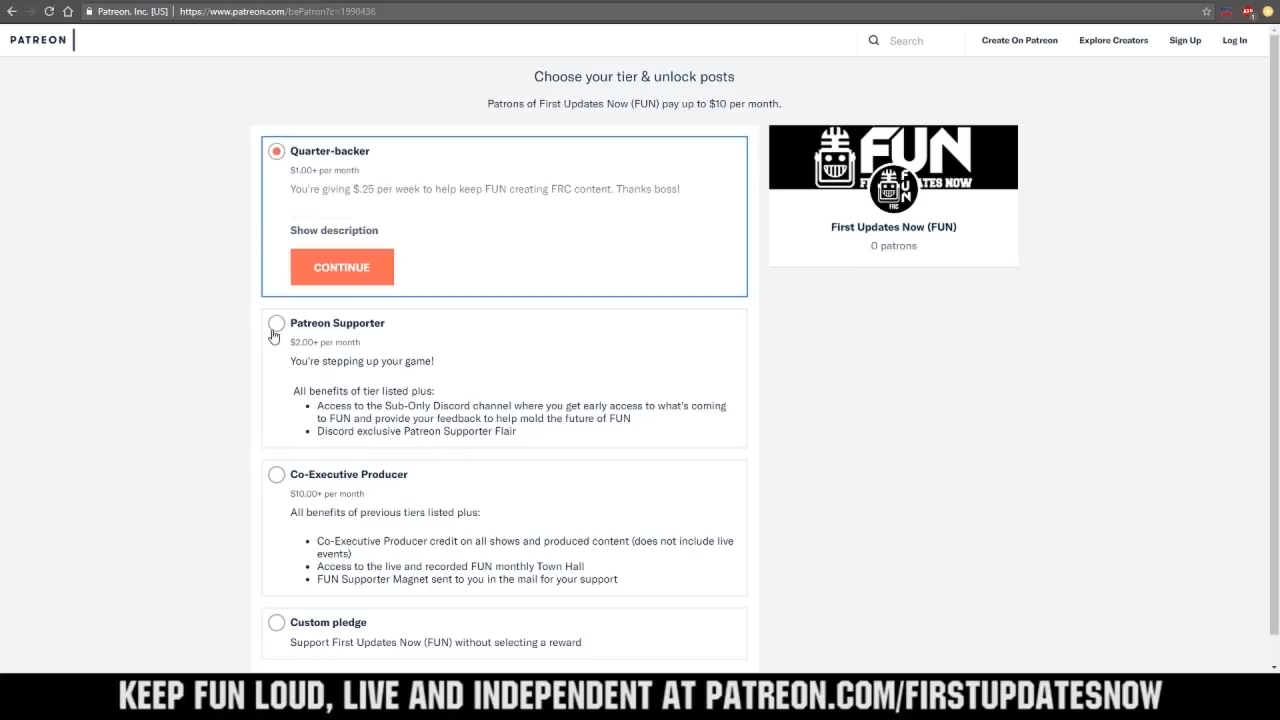 Patreon, Inc. [US] | https://www.patreon.com/bePatron?c=1990436
PATREON
Search
Create On Patreon
Explore Creators
Sign Up
Log In
Choose your tier & unlock posts
Patrons of First Updates Now (FUN) pay up to $10 per month.
Quarter-backer
$1.00+ per month
You're giving $.25 per week to help keep FUN creating FRC content. Thanks boss!
Show description
CONTINUE
FUN
FUN
FRC
First Updates Now (FUN)
0 patrons
Patreon Supporter
$2.00+ per month
You're stepping up your game!
All benefits of tier listed plus:
• Access to the Sub-Only Discord channel where you get early access to what's coming
to FUN and provide your feedback to help mold the future of FUN
• Discord exclusive Patreon Supporter Flair
Co-Executive Producer
$10.00+ per month
All benefits of previous tiers listed plus:
• Co-Executive Producer credit on all shows and produced content (does not include live
events)
• Access to the live and recorded FUN monthly Town Hall
• FUN Supporter Magnet sent to you in the mail for your support
Custom pledge
Support First Updates Now (FUN) without selecting a reward
KEEP FUN LOUD, LIVE AND INDEPENDENT AT PATREON.COM/FIRSTUPDATESNOW